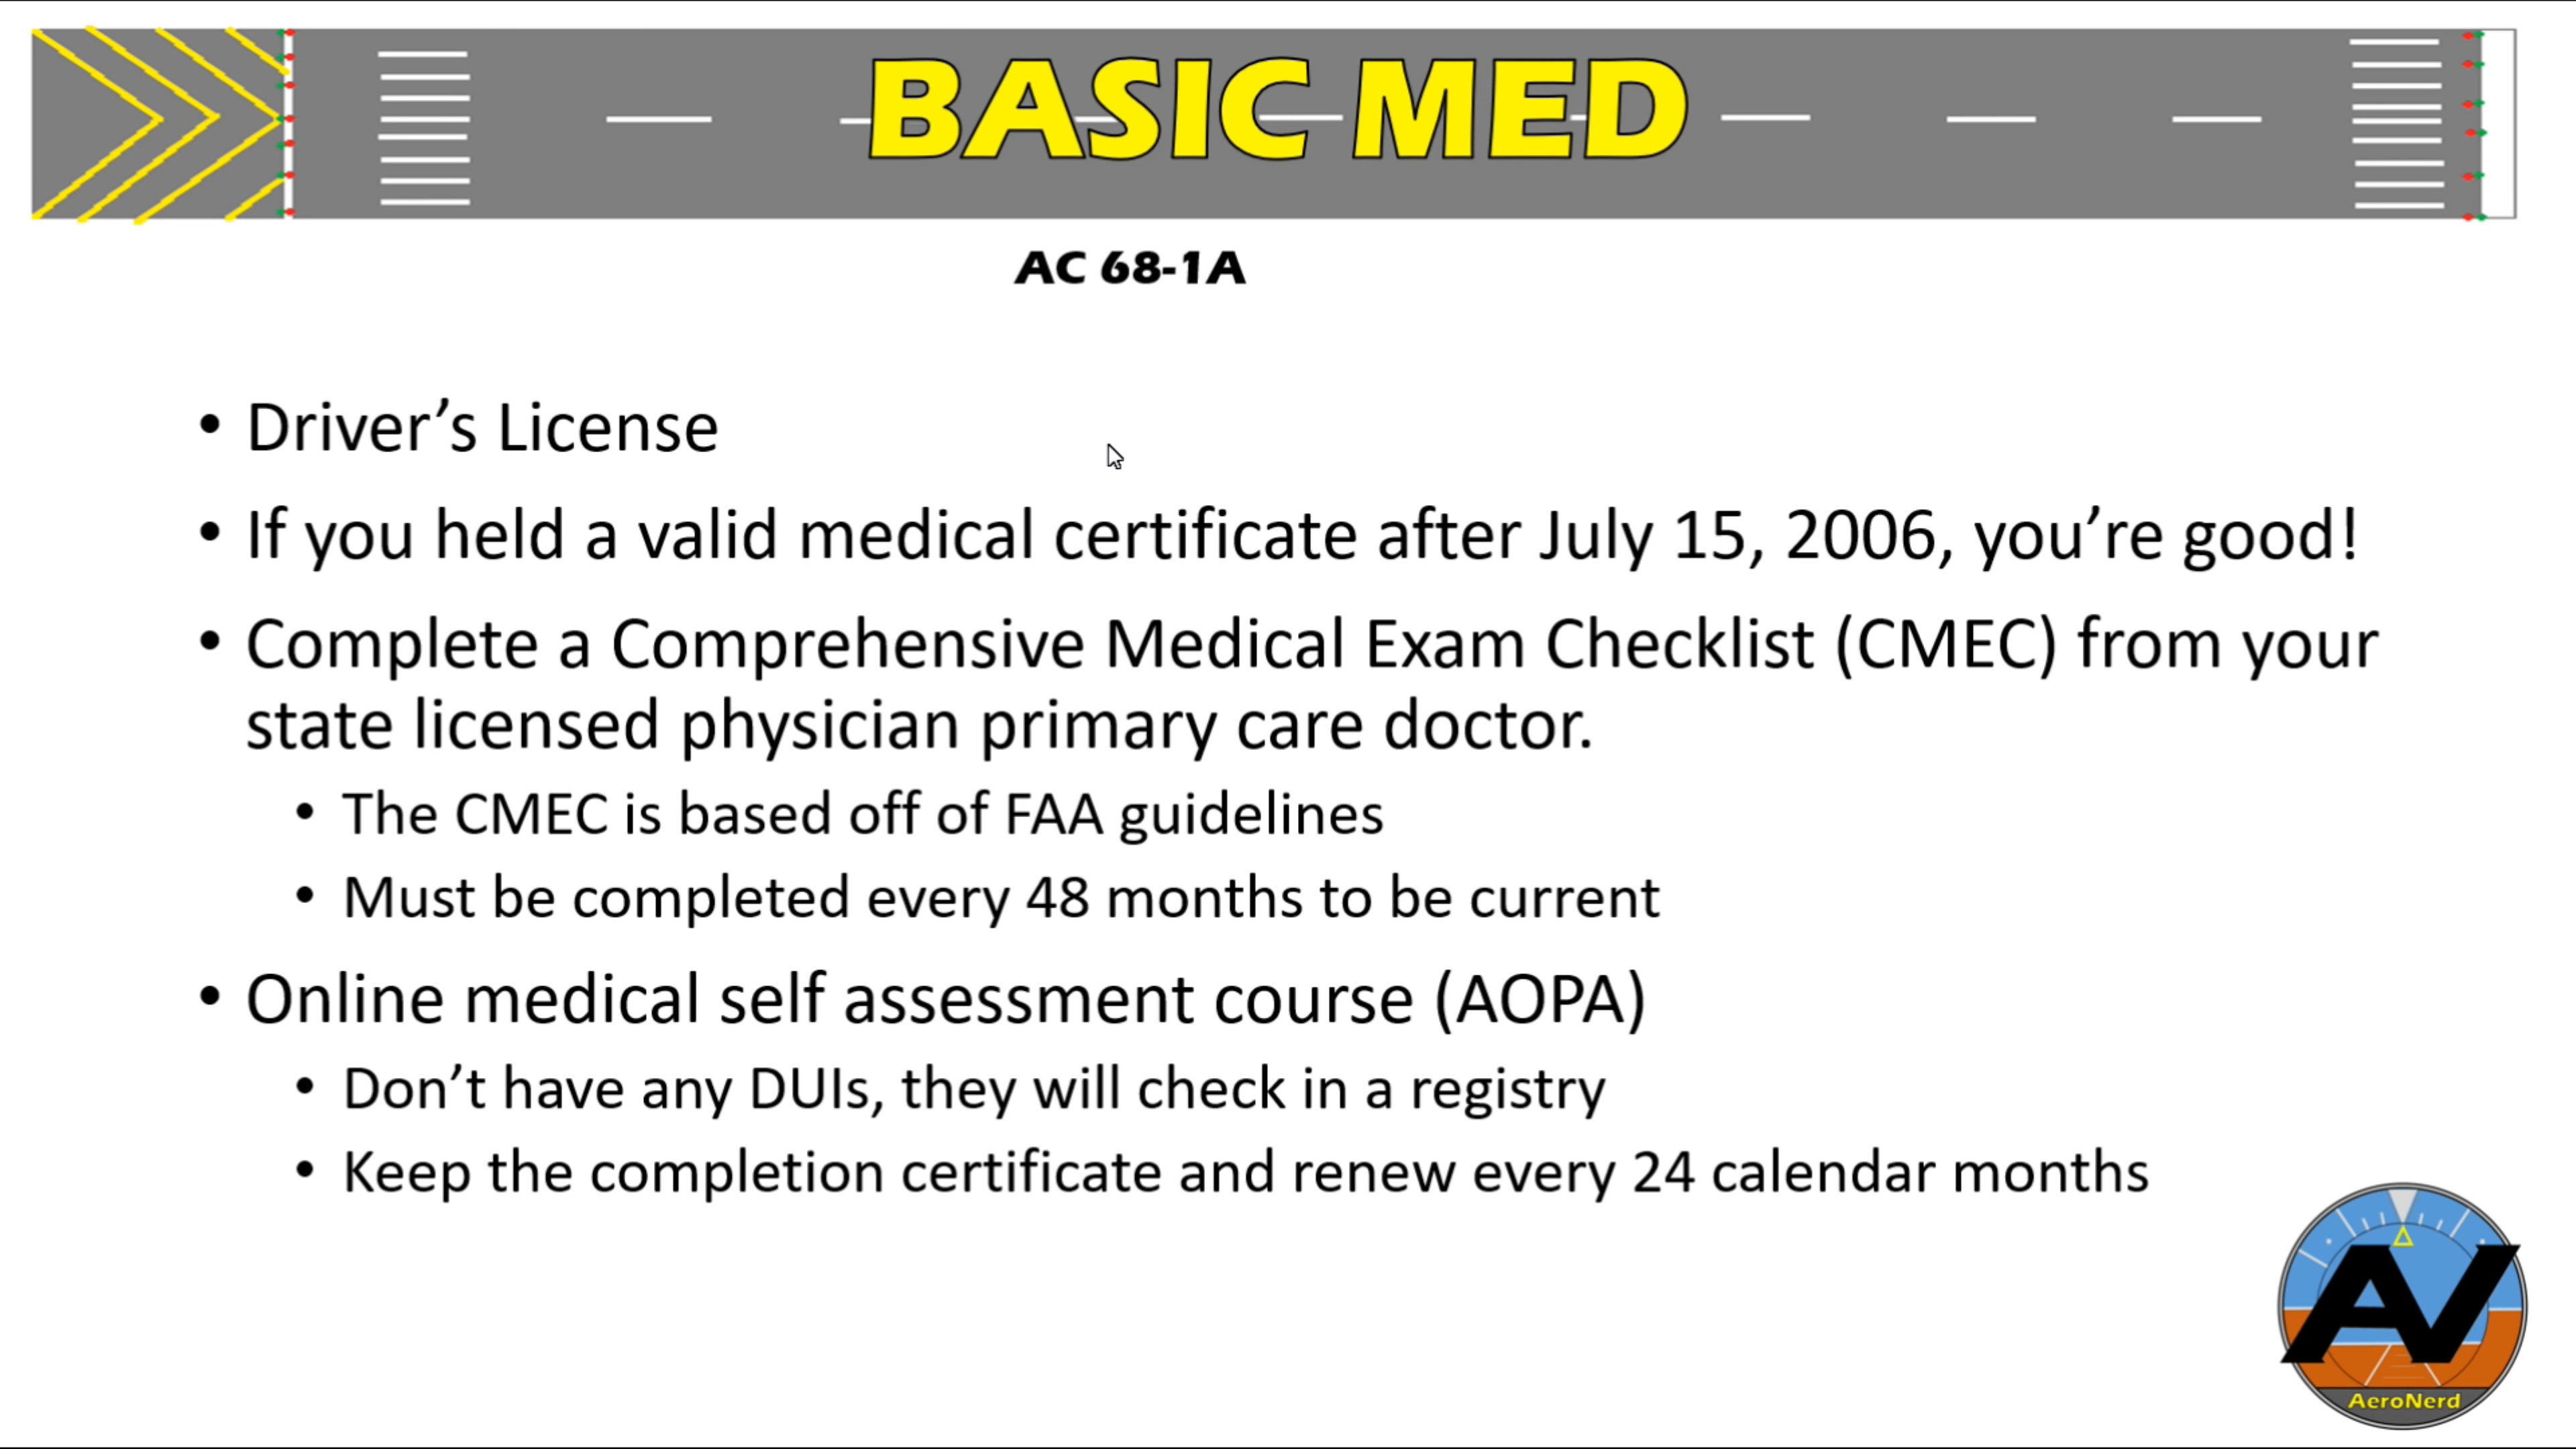 BASIC MED
AC 68-1A
• Driver’s License
• If you held a valid medical certificate after July 15, 2006, you’re good!
• Complete a Comprehensive Medical Exam Checklist (CMEC) from your
state licensed physician primary care doctor.
• The CMEC is based off of FAA guidelines
• Must be completed every 48 months to be current
• Online medical self assessment course (AOPA)
• Don’t have any DUIs, they will check in a registry
• Keep the completion certificate and renew every 24 calendar months
AV
AeroNerd